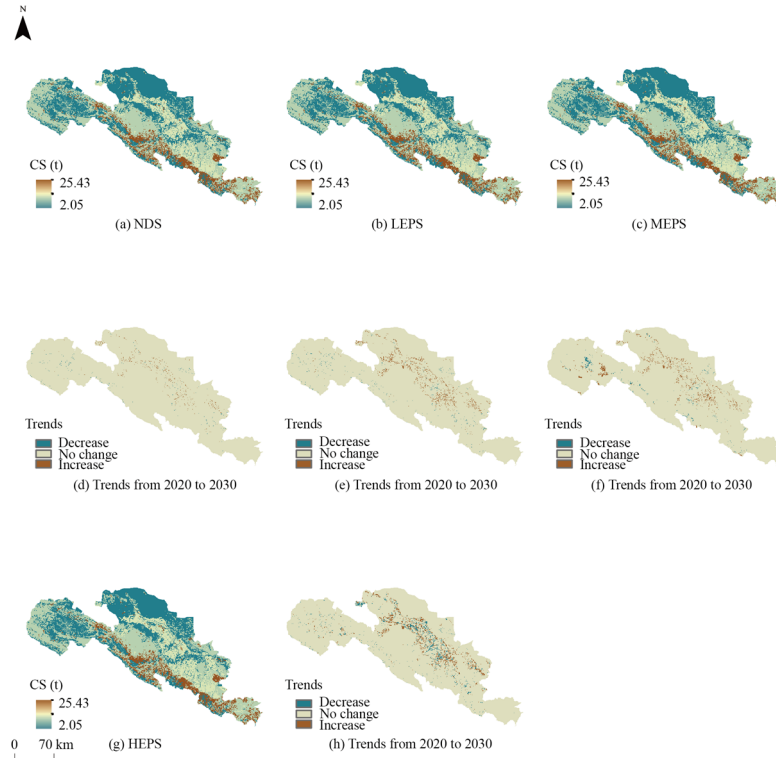 N
CS (t)
25.43
2.05
(a) NDS
CS (t)
25.43
2.05
(b) LEPS
CS (t)
25.43
2.05
(c) MEPS
Trends
Decrease
No change
Increase
(d) Trends from 2020 to 2030
Trends
Decrease
No change
Increase
(e) Trends from 2020 to 2030
Trends
Decrease
No change
Increase
(f) Trends from 2020 to 2030
CS (t)
25.43
2.05
(g) HEPS
0 70 km
Trends
Decrease
No change
Increase
(h) Trends from 2020 to 2030